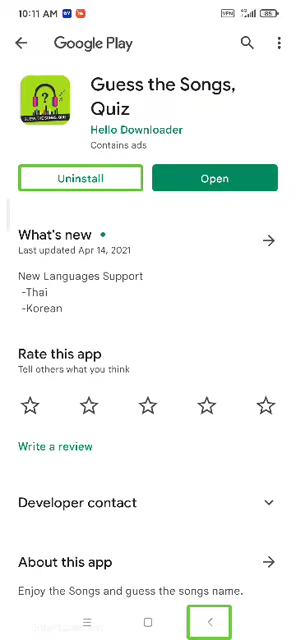 10:11 AM
VPN
85
Google Play
Guess the Songs,
Quiz
Hello Downloader
Contains ads
Uninstall
Open
What's new
Last updated Apr 14, 2021
New Languages Support
-Thai
-Korean
Rate this app
Tell others what you think
Write a review
Developer contact
About this app
Enjoy the Songs and guess the songs name.